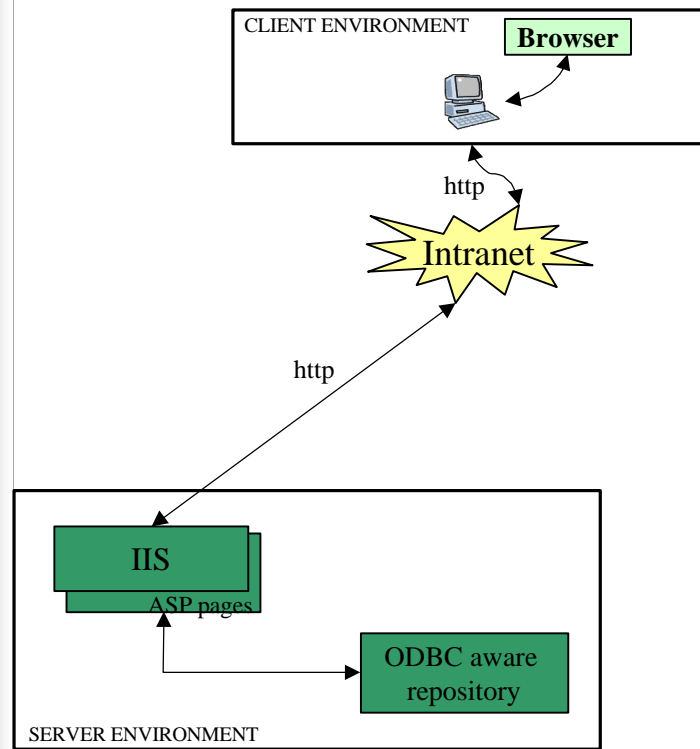 CLIENT ENVIRONMENT
Browser
http
Intranet
http
IIS
ASP pages
ODBC aware
repository
SERVER ENVIRONMENT